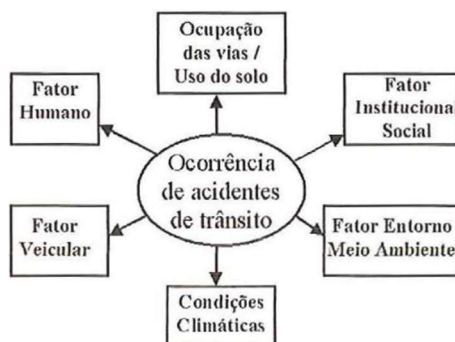 Ocupação
das vias /
Uso do solo
Fator
Humano
Fator
Institucional
Social
Ocorrência
de acidentes
de trânsito
Fator
Veicular
Fator Entorno
Meio Ambiente
Condições
Climáticas